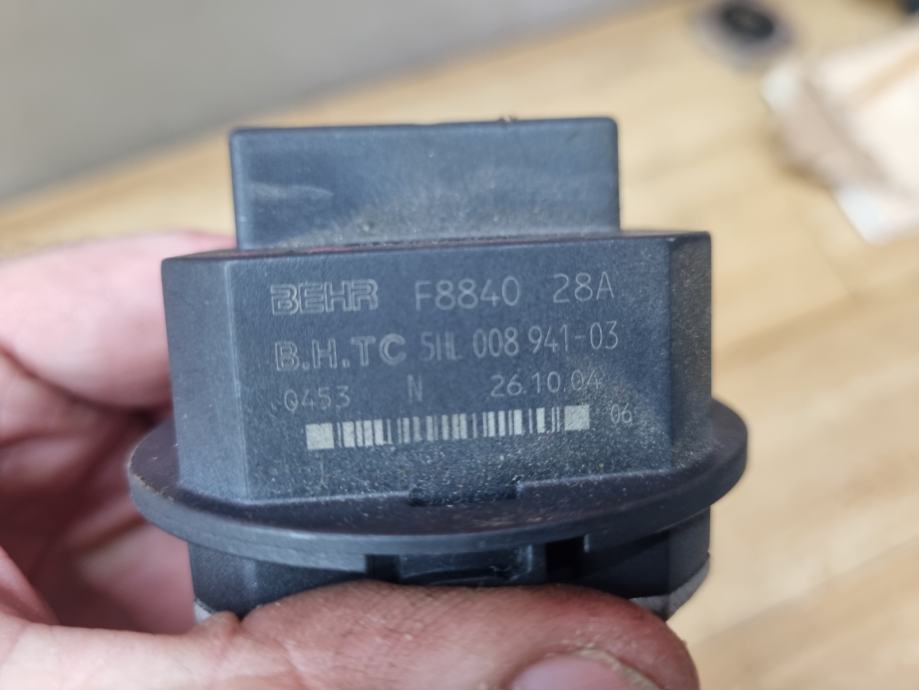 BEHR F8840 28A
B.H.TC 5HL 008 941-03
0453 N 26.10.04
06